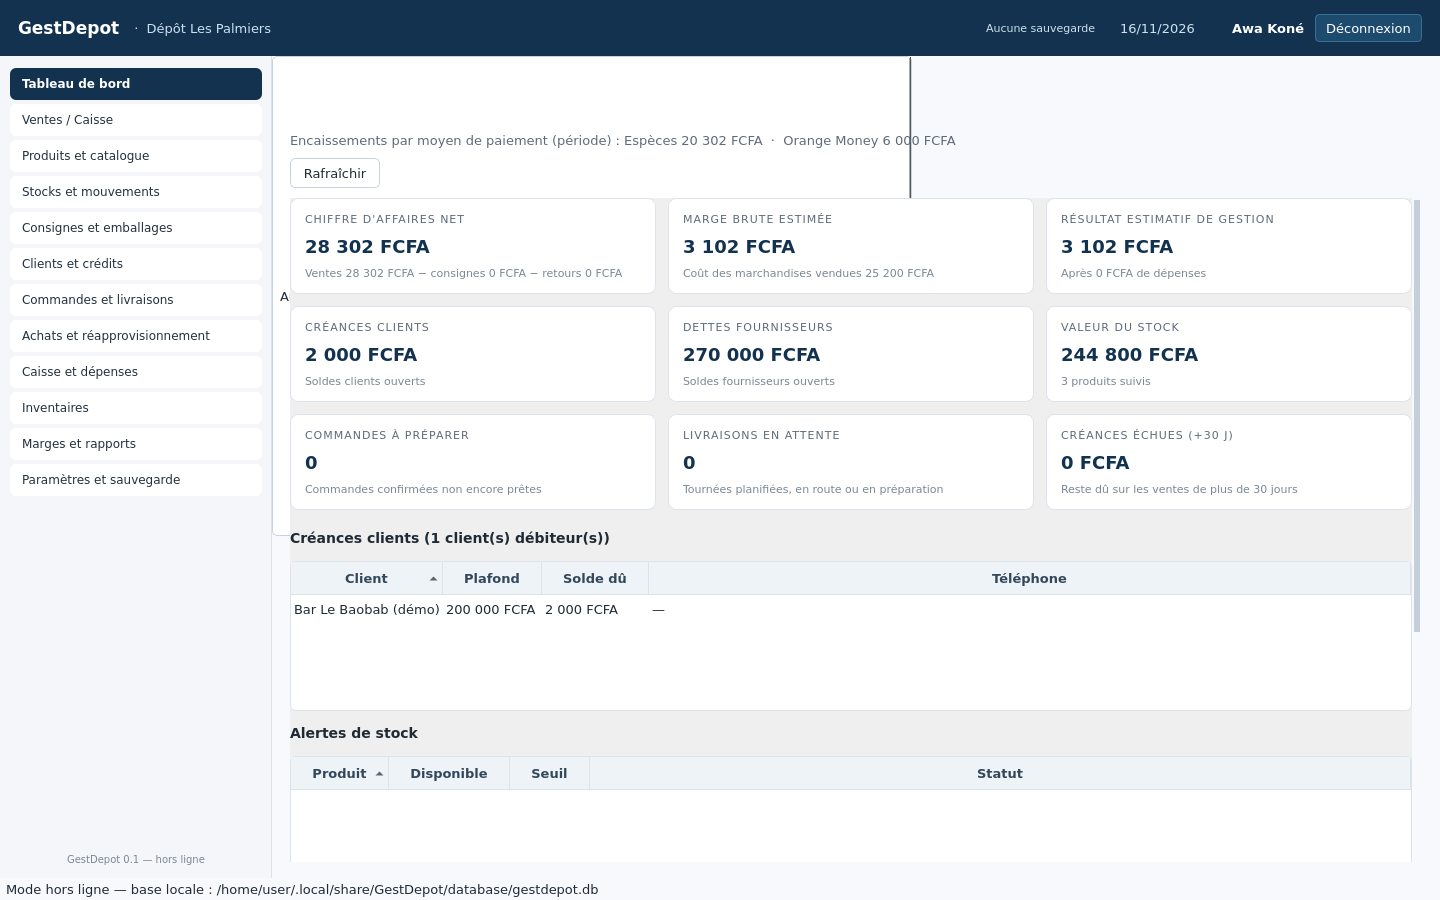 GestDepot · Dépôt Les Palmiers Aucune sauvegarde 16/11/2026 Awa Koné Déconnexion
Tableau de bord
Ventes / Caisse
Produits et catalogue
Stocks et mouvements
Consignes et emballages
Clients et crédits
Commandes et livraisons
Achats et réapprovisionnement
Caisse et dépenses
Inventaires
Marges et rapports
Paramètres et sauvegarde
GestDepot 0.1 — hors ligne
Encaissements par moyen de paiement (période) : Espèces 20 302 FCFA · Orange Money 6 000 FCFA
Rafraîchir
A
CHIFFRE D'AFFAIRES NET
28 302 FCFA
Ventes 28 302 FCFA − consignes 0 FCFA − retours 0 FCFA
MARGE BRUTE ESTIMÉE
3 102 FCFA
Coût des marchandises vendues 25 200 FCFA
RÉSULTAT ESTIMATIF DE GESTION
3 102 FCFA
Après 0 FCFA de dépenses
CRÉANCES CLIENTS
2 000 FCFA
Soldes clients ouverts
DETTES FOURNISSEURS
270 000 FCFA
Soldes fournisseurs ouverts
VALEUR DU STOCK
244 800 FCFA
3 produits suivis
COMMANDES À PRÉPARER
0
Commandes confirmées non encore prêtes
LIVRAISONS EN ATTENTE
0
Tournées planifiées, en route ou en préparation
CRÉANCES ÉCHUES (+30 J)
0 FCFA
Reste dû sur les ventes de plus de 30 jours
Créances clients (1 client(s) débiteur(s))
Client Plafond Solde dû Téléphone
Bar Le Baobab (démo) 200 000 FCFA 2 000 FCFA —
Alertes de stock
Produit Disponible Seuil Statut
Mode hors ligne — base locale : /home/user/.local/share/GestDepot/database/gestdepot.db